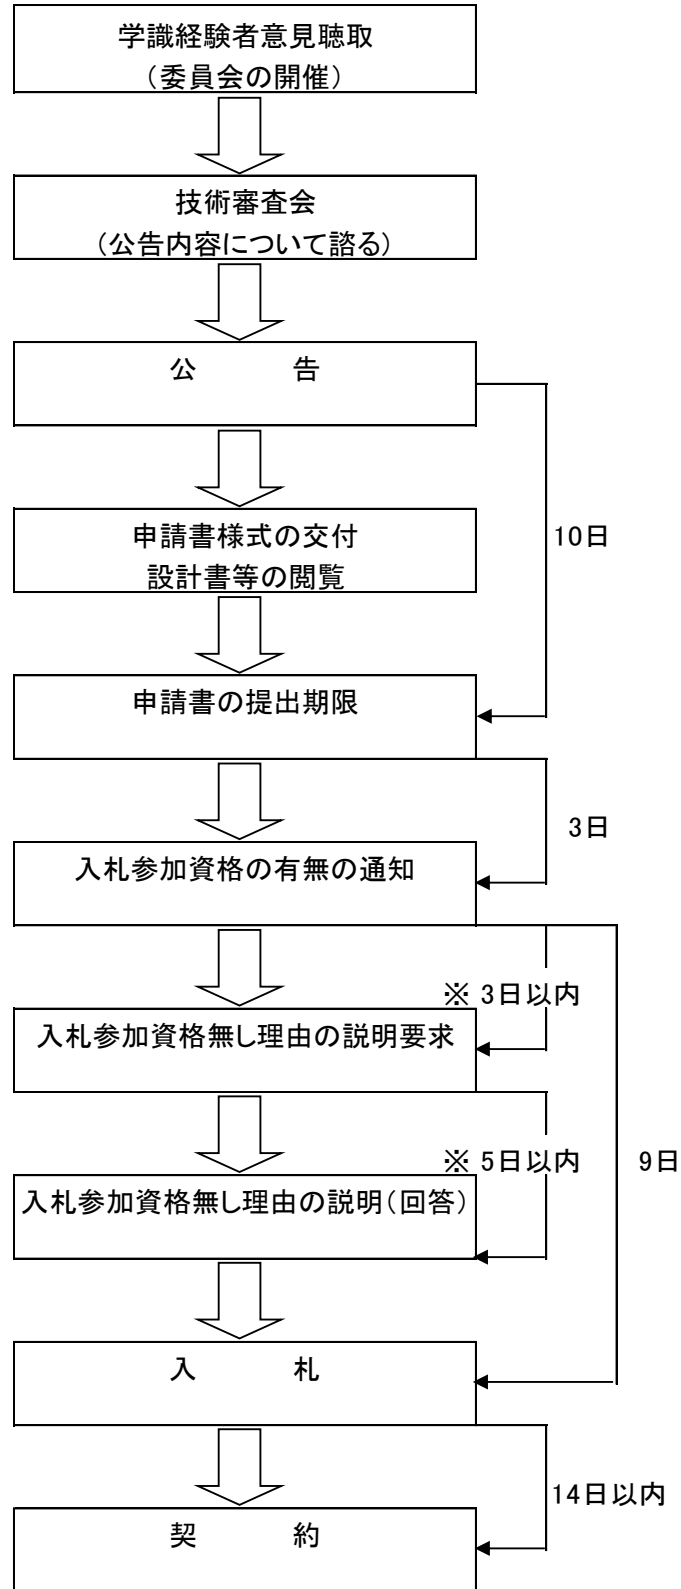 学識経験者意見聴取
（委員会の開催）
技術審査会
（公告内容について諮る）
公　　　　告
申請書様式の交付
設計書等の閲覧
10日
申請書の提出期限
3日
入札参加資格の有無の通知
※ 3日以内
入札参加資格無し理由の説明要求
※ 5日以内
9日
入札参加資格無し理由の説明（回答）
入　　　　札
14日以内
契　　　　約